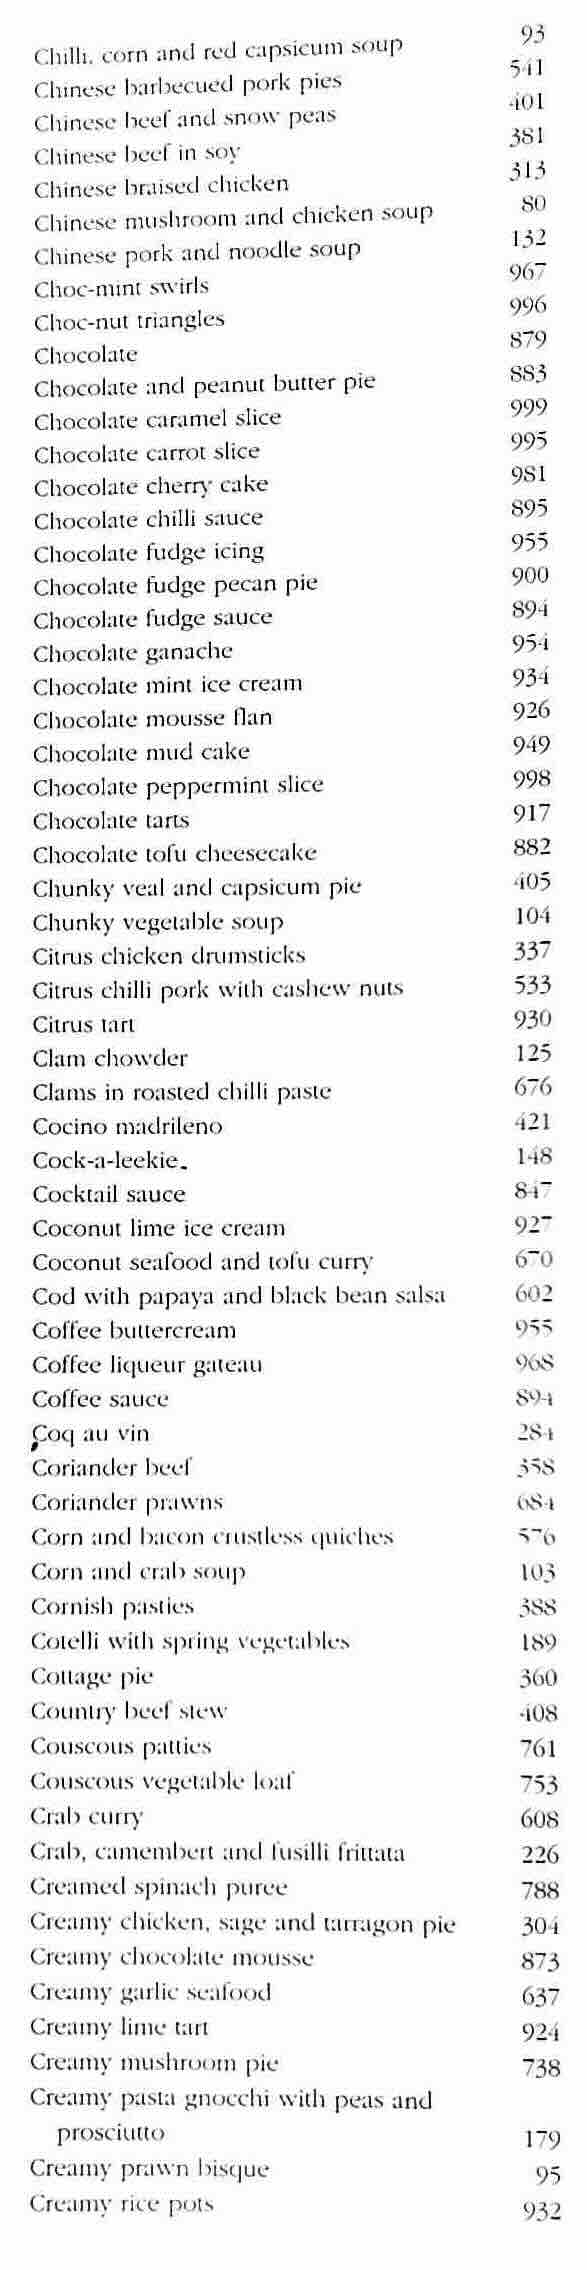 Chilli, corn and red capsicum soup 93
Chinese barbecued pork pies 541
Chinese beef and snow peas 401
Chinese beef in soy 381
Chinese braised chicken 313
Chinese mushroom and chicken soup 80
Chinese pork and noodle soup 132
Choc-mint swirls 967
Choc-nut triangles 996
Chocolate 879
Chocolate and peanut butter pie 883
Chocolate caramel slice 999
Chocolate carrot slice 995
Chocolate cherry cake 981
Chocolate chilli sauce 895
Chocolate fudge icing 955
Chocolate fudge pecan pie 900
Chocolate fudge sauce 894
Chocolate ganache 954
Chocolate mint ice cream 934
Chocolate mousse flan 926
Chocolate mud cake 949
Chocolate peppermint slice 998
Chocolate tarts 917
Chocolate tofu cheesecake 882
Chunky veal and capsicum pie 405
Chunky vegetable soup 104
Citrus chicken drumsticks 337
Citrus chilli pork with cashew nuts 533
Citrus tart 930
Clam chowder 125
Clams in roasted chilli paste 676
Cocino madrileno 421
Cock-a-leekie 148
Cocktail sauce 847
Coconut lime ice cream 927
Coconut seafood and tofu curry 670
Cod with papaya and black bean salsa 602
Coffee buttercream 955
Coffee liqueur gateau 968
Coffee sauce 894
Coq au vin 284
Coriander beef 358
Coriander prawns 684
Corn and bacon crustless quiches 576
Corn and crab soup 103
Cornish pasties 388
Cotelli with spring vegetables 189
Cottage pie 360
Country beef stew 408
Couscous patties 761
Couscous vegetable loaf 753
Crab curry 608
Crab, camembert and fusilli frittata 226
Creamed spinach puree 788
Creamy chicken, sage and tarragon pie 304
Creamy chocolate mousse 873
Creamy garlic seafood 637
Creamy lime tart 924
Creamy mushroom pie 738
Creamy pasta gnocchi with peas and
prosciutto 179
Creamy prawn bisque 95
Creamy rice pots 932